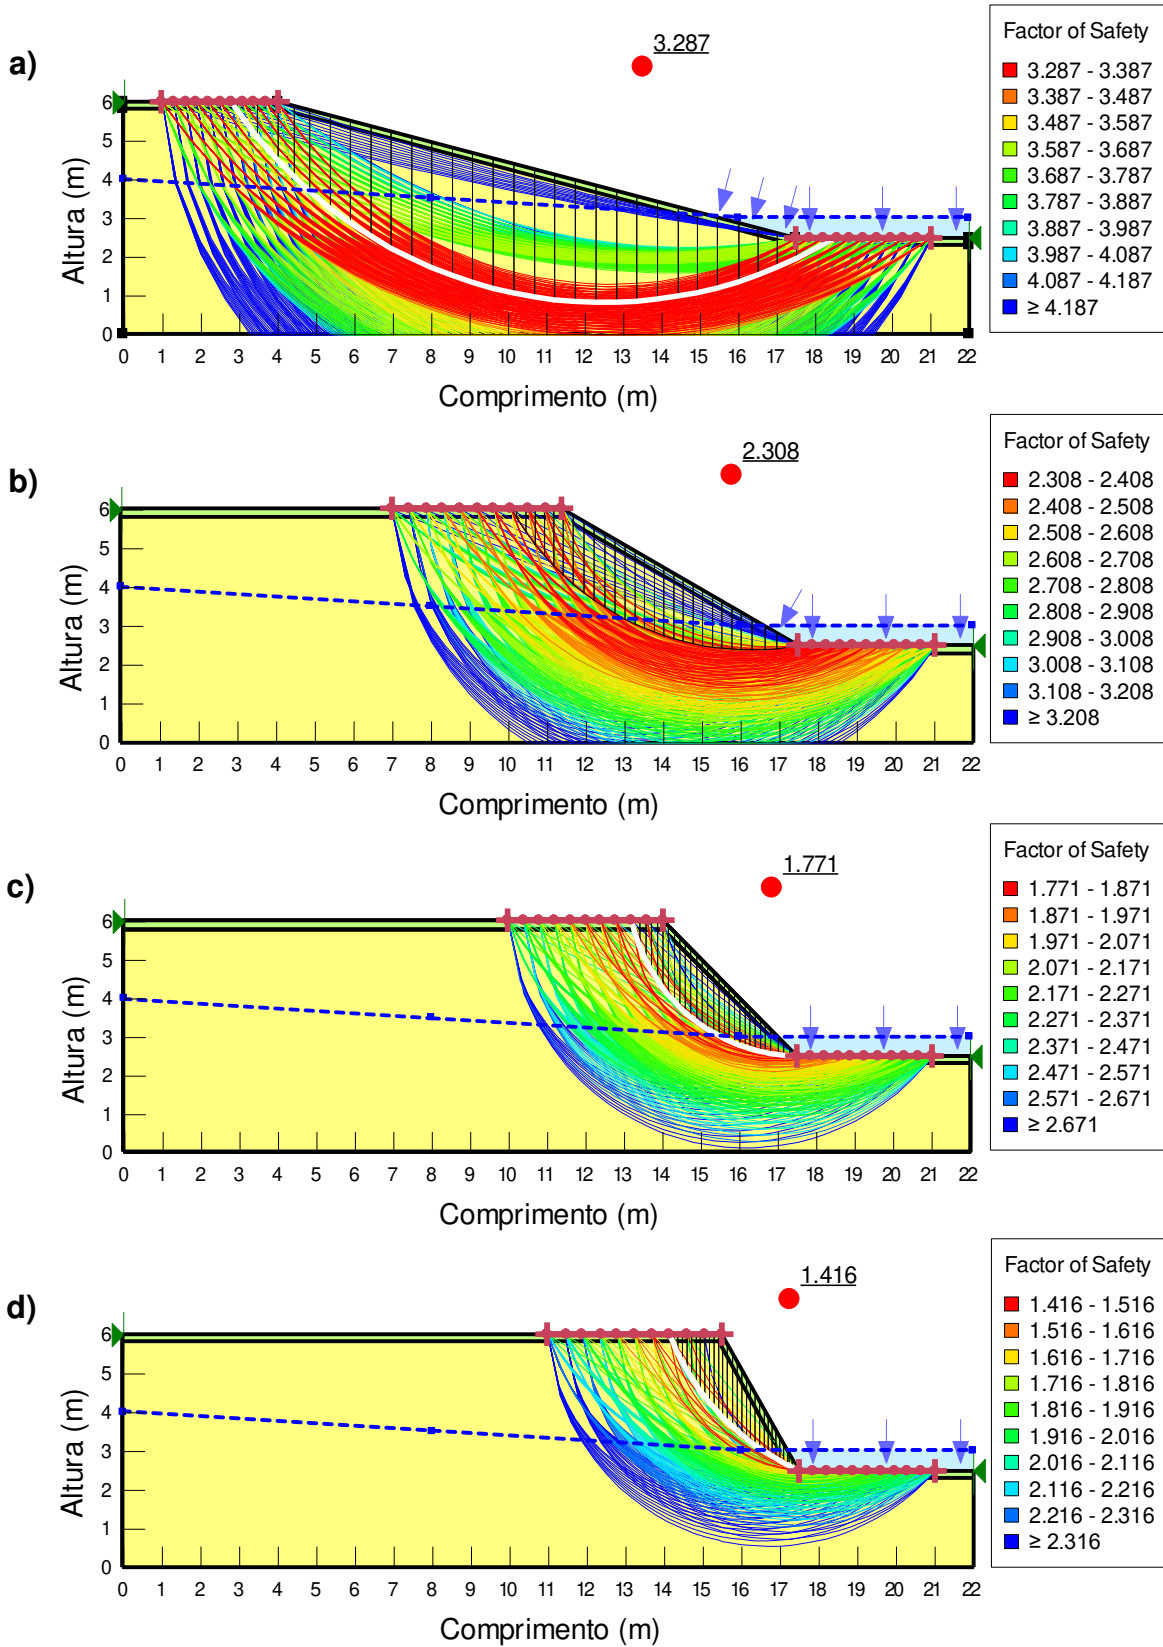 a)
3.287
Factor of Safety
3.287 - 3.387
3.387 - 3.487
3.487 - 3.587
3.587 - 3.687
3.687 - 3.787
3.787 - 3.887
3.887 - 3.987
3.987 - 4.087
4.087 - 4.187
≥ 4.187
Altura (m)
6
5
4
3
2
1
0
0 1 2 3 4 5 6 7 8 9 10 11 12 13 14 15 16 17 18 19 20 21 22
Comprimento (m)
b)
2.308
Factor of Safety
2.308 - 2.408
2.408 - 2.508
2.508 - 2.608
2.608 - 2.708
2.708 - 2.808
2.808 - 2.908
2.908 - 3.008
3.008 - 3.108
3.108 - 3.208
≥ 3.208
Altura (m)
6
5
4
3
2
1
0
0 1 2 3 4 5 6 7 8 9 10 11 12 13 14 15 16 17 18 19 20 21 22
Comprimento (m)
c)
1.771
Factor of Safety
1.771 - 1.871
1.871 - 1.971
1.971 - 2.071
2.071 - 2.171
2.171 - 2.271
2.271 - 2.371
2.371 - 2.471
2.471 - 2.571
2.571 - 2.671
≥ 2.671
Altura (m)
6
5
4
3
2
1
0
0 1 2 3 4 5 6 7 8 9 10 11 12 13 14 15 16 17 18 19 20 21 22
Comprimento (m)
d)
1.416
Factor of Safety
1.416 - 1.516
1.516 - 1.616
1.616 - 1.716
1.716 - 1.816
1.816 - 1.916
1.916 - 2.016
2.016 - 2.116
2.116 - 2.216
2.216 - 2.316
≥ 2.316
Altura (m)
6
5
4
3
2
1
0
0 1 2 3 4 5 6 7 8 9 10 11 12 13 14 15 16 17 18 19 20 21 22
Comprimento (m)